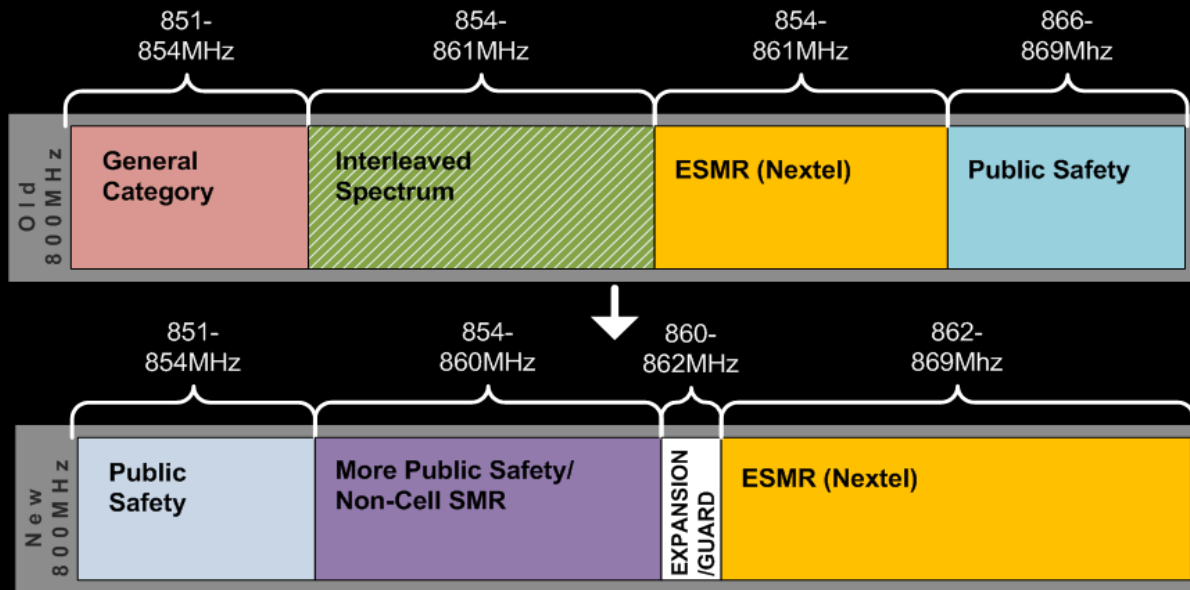 851-
854MHz
854-
861MHz
854-
861MHz
866-
869Mhz
Old
800MHz
General
Category
Interleaved
Spectrum
ESMR (Nextel)
Public Safety
851-
854MHz
854-
860MHz
860-
862MHz
862-
869Mhz
New
800MHz
Public
Safety
More Public Safety/
Non-Cell SMR
EXPANSION
/GUARD
ESMR (Nextel)